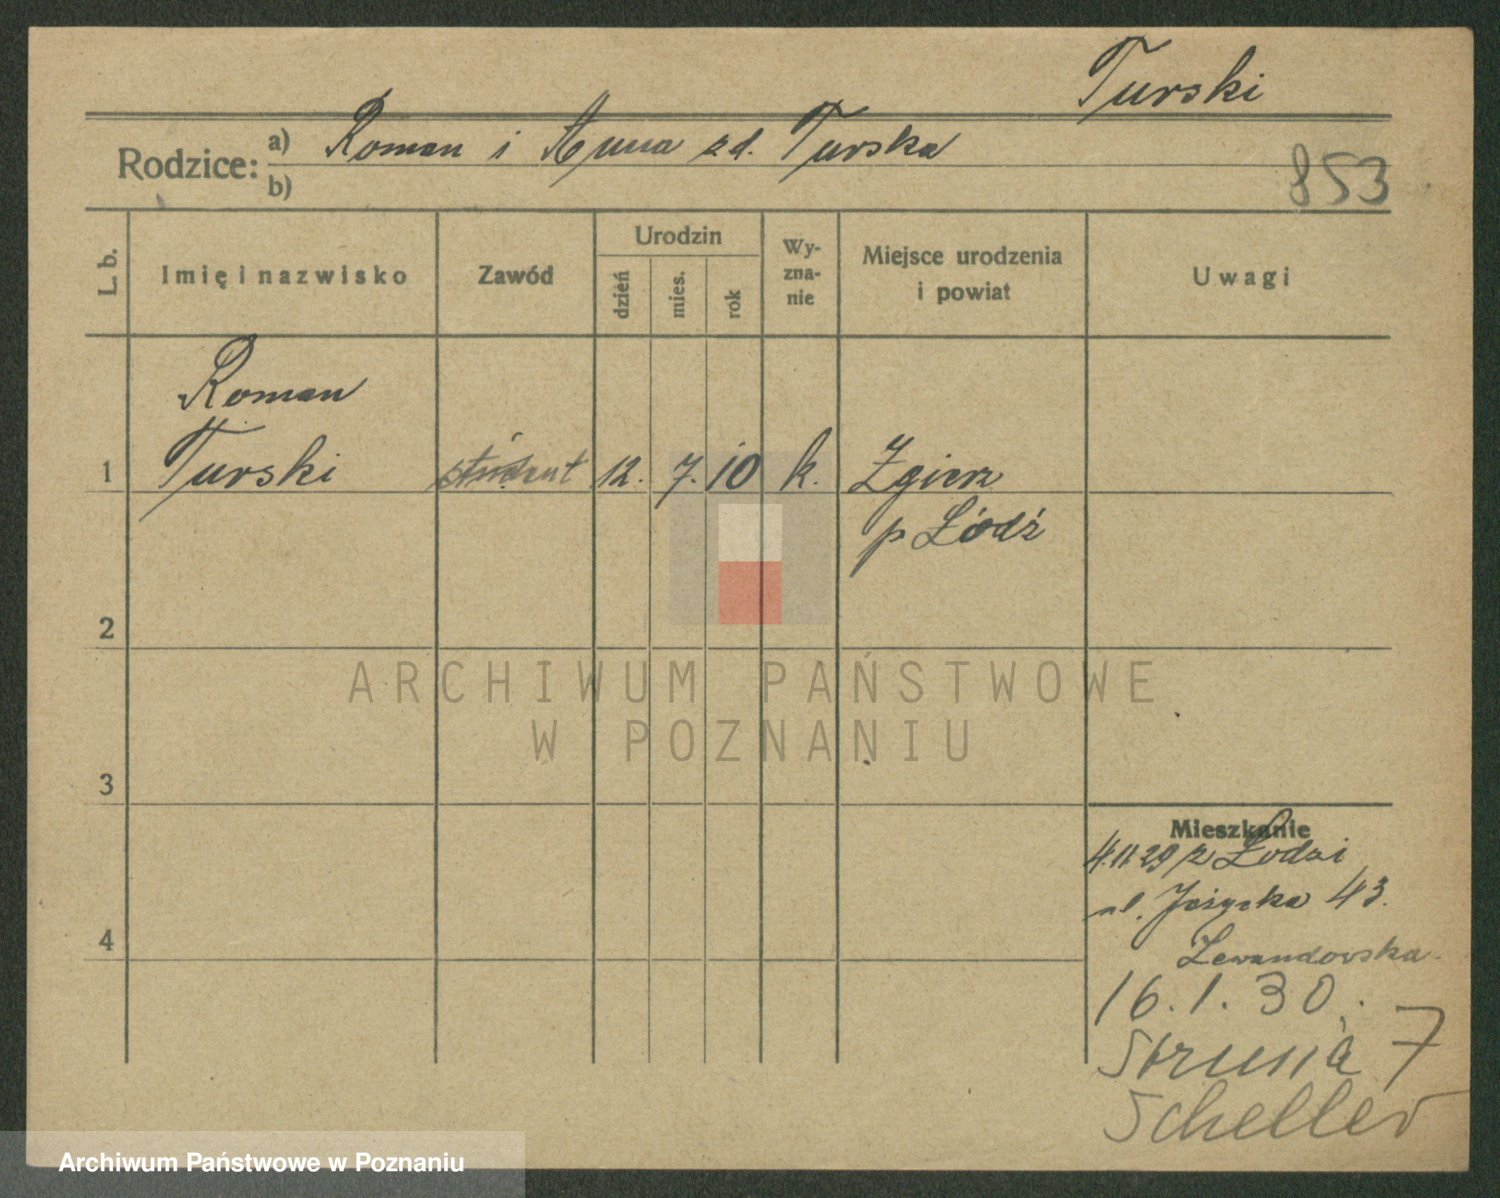 Turski
Rodzice: a) Roman i Anna zd. Turska
b)
853
L. b.
Imię i nazwisko
Zawód
Urodzin
dzień
mies.
rok
Wy-
zna-
nie
Miejsce urodzenia
i powiat
Uwagi
Roman
1 Turski student 12. 7. 10 k. Zgierz
p Łódź
2
3
4
Mieszkanie
4.11.29 z Łodzi
ul. Jeżycka 43.
Lewandowska
16.1.30.
Strusia 7
Scheller
ARCHIWUM PAŃSTWOWE
W POZNANIU
Archiwum Państwowe w Poznaniu